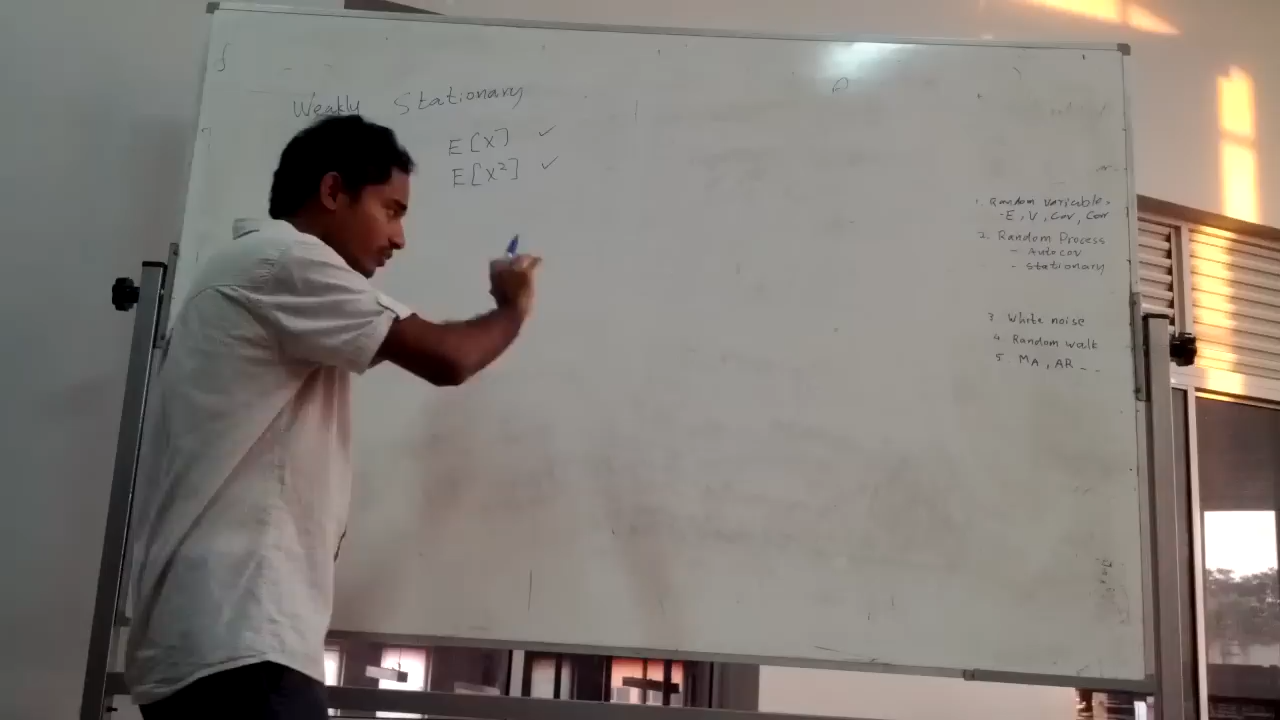 Weakly Stationary
E[X] ✓
E[X²] ✓
1. Random variables
- E, V, Cov, Cor
2. Random Process
- Autocov
- Stationary
3 White noise
4. Random walk
5. MA, AR - -